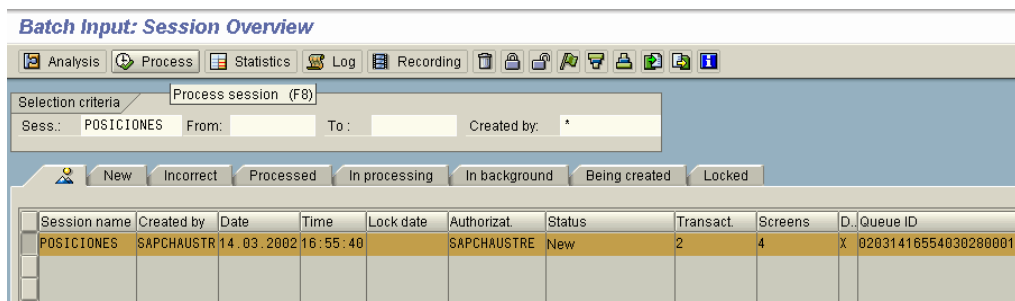 Batch Input: Session Overview
Analysis Process Statistics Log Recording
Process session (F8)
Selection criteria
Sess.: POSICIONES From: To : Created by: *
New Incorrect Processed In processing In background Being created Locked
Session name Created by Date Time Lock date Authorizat. Status Transact. Screens D.. Queue ID
POSICIONES SAPCHAUSTR 14.03.2002 16:55:40 SAPCHAUSTRE New 2 4 X 02031416554030280001